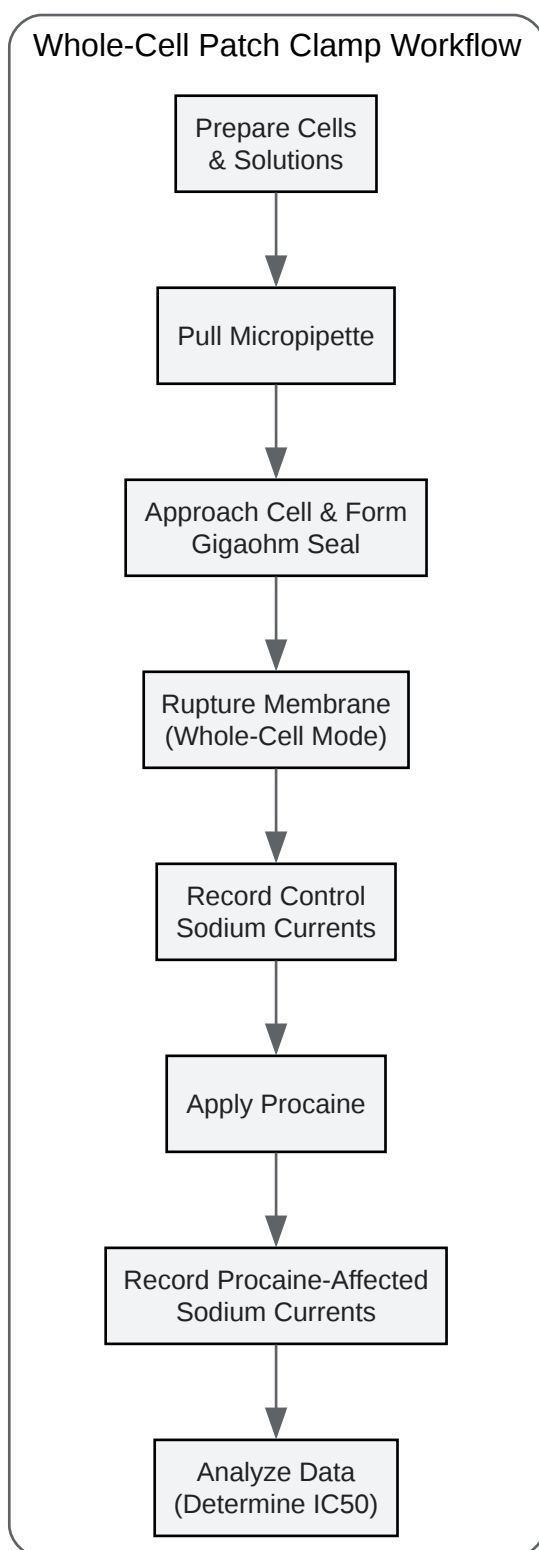 Whole-Cell Patch Clamp Workflow
Prepare Cells
& Solutions
Pull Micropipette
Approach Cell & Form
Gigaohm Seal
Rupture Membrane
(Whole-Cell Mode)
Record Control
Sodium Currents
Apply Procaine
Record Procaine-Affected
Sodium Currents
Analyze Data
(Determine IC50)